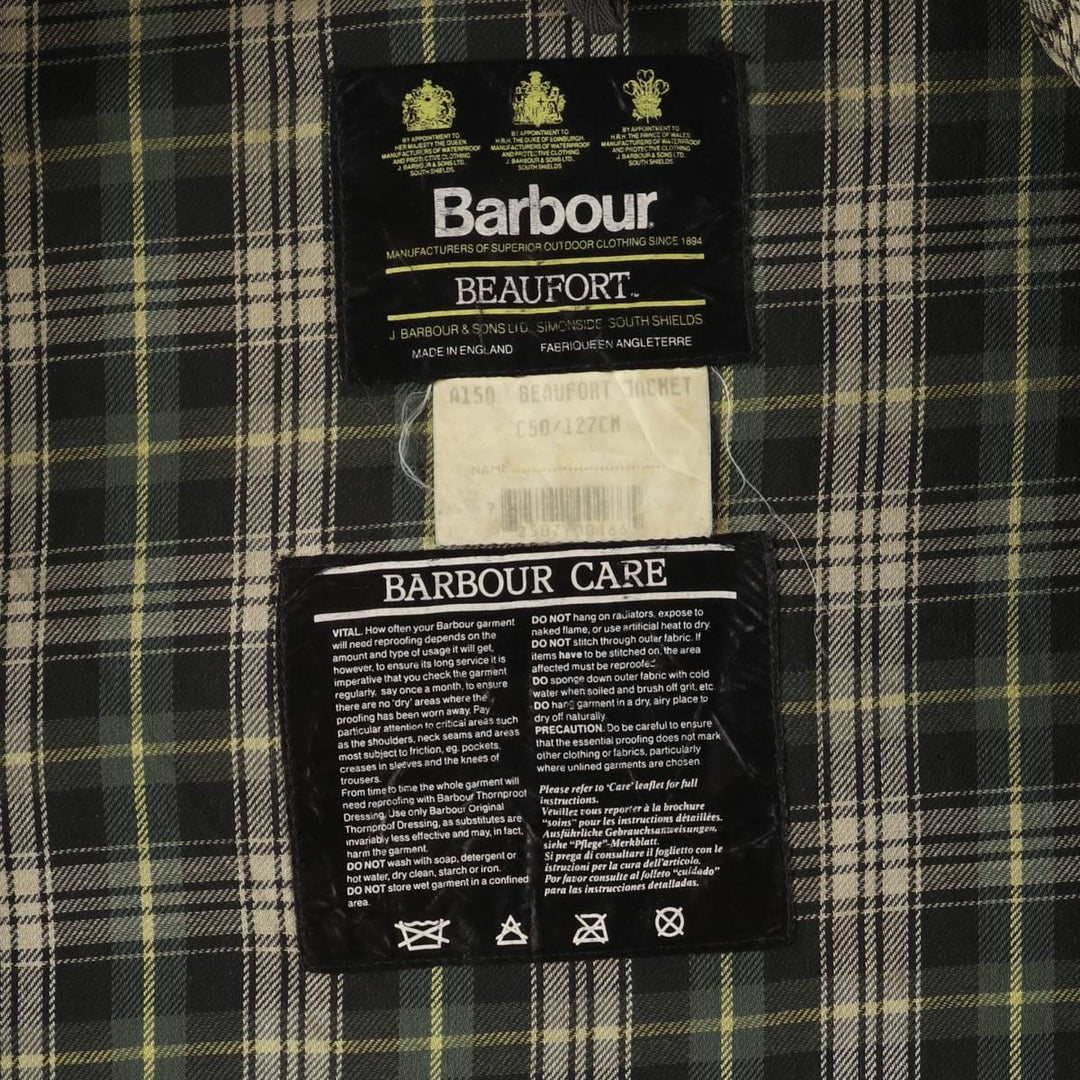 BY APPOINTMENT TO
HER MAJESTY THE QUEEN
MANUFACTURERS OF WATERPROOF
AND PROTECTIVE CLOTHING
J. BARBOUR & SONS LTD.
SOUTH SHIELDS.
BY APPOINTMENT TO
H.R.H. THE DUKE OF EDINBURGH
MANUFACTURERS OF WATERPROOF
AND PROTECTIVE CLOTHING
J. BARBOUR & SONS LTD.
SOUTH SHIELDS.
BY APPOINTMENT TO
H.R.H. THE PRINCE OF WALES
MANUFACTURERS OF WATERPROOF
AND PROTECTIVE CLOTHING
J. BARBOUR & SONS LTD.
SOUTH SHIELDS.
Barbour
MANUFACTURERS OF SUPERIOR OUTDOOR CLOTHING SINCE 1894
BEAUFORT™
J. BARBOUR & SONS LTD. SIMONSIDE SOUTH SHIELDS.
MADE IN ENGLAND FABRIQUE EN ANGLETERRE
A150 BEAUFORT JACKET
C50/127CM
NAME
BARBOUR CARE
VITAL. How often your Barbour garment
will need reproofing depends on the
amount and type of usage it will get,
however, to ensure its long service it is
imperative that you check the garment
regularly, say once a month, to ensure
there are no 'dry' areas where the
proofing has been worn away. Pay
particular attention to critical areas such
as the shoulders, neck seams and areas
most subject to friction, eg. pockets,
creases in sleeves and the knees of
trousers.
From time to time the whole garment will
need reproofing with Barbour Thornproof
Dressing. Use only Barbour Original
Thornproof Dressing, as substitutes are
invariably less effective and may, in fact,
harm the garment.
DO NOT wash with soap, detergent or
hot water, dry clean, starch or iron.
DO NOT store wet garment in a confined
area.
DO NOT hang on radiators, expose to
naked flame, or use artificial heat to dry.
DO NOT stitch through outer fabric. If
items have to be stitched on, the area
affected must be reproofed.
DO sponge down outer fabric with cold
water when soiled and brush off grit, etc.
DO hang garment in a dry, airy place to
dry off naturally.
PRECAUTION. Do be careful to ensure
that the essential proofing does not mark
other clothing or fabrics, particularly
where unlined garments are chosen.
Please refer to 'Care' leaflet for full
instructions.
Veuillez vous reporter à la brochure
"soins" pour les instructions détaillées.
Ausführliche Gebrauchsanweisungen,
siehe "Pflege"-Merkblatt.
Si prega di consultare il foglietto con le
istruzioni per la cura dell'articolo.
Por favor consulte al folleto "cuidado"
para las instrucciones detalladas.